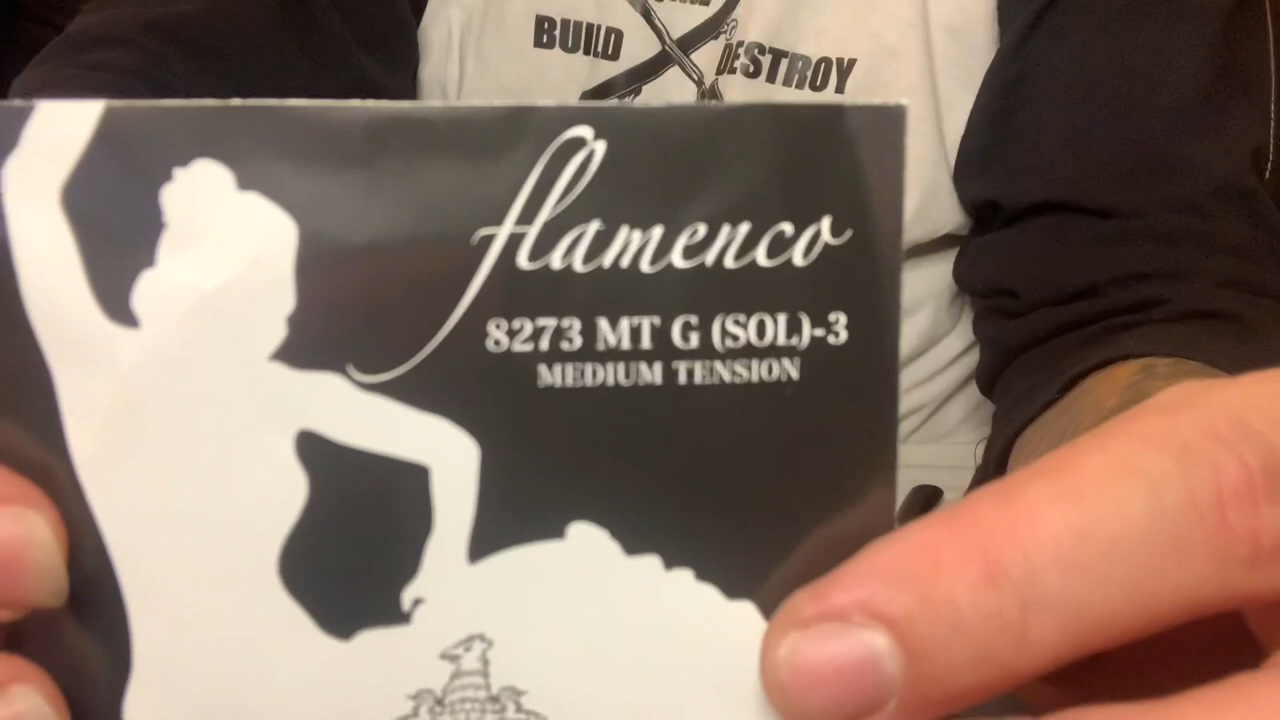 BUILD
DESTROY
flamenco
8273 MT G (SOL)-3
MEDIUM TENSION